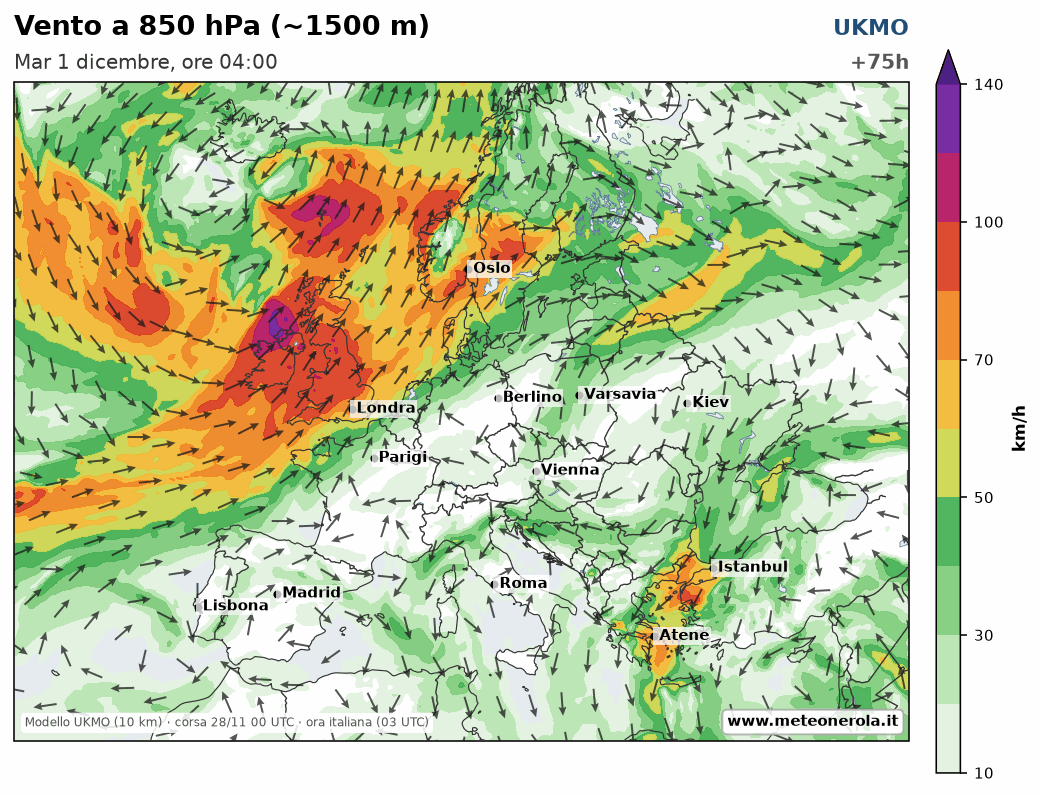 Vento a 850 hPa (~1500 m)
UKMO
Mar 1 dicembre, ore 04:00
+75h
140
100
70
50
30
10
km/h
Oslo
Londra
Berlino
Varsavia
Kiev
Parigi
Vienna
Istanbul
Roma
Madrid
Lisbona
Atene
Modello UKMO (10 km) · corsa 28/11 00 UTC · ora italiana (03 UTC)
www.meteonerola.it